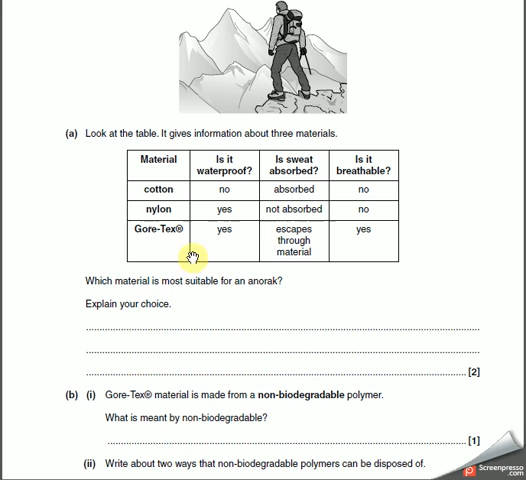 (a) Look at the table. It gives information about three materials.
Material Is it waterproof? Is sweat absorbed? Is it breathable?
cotton no absorbed no
nylon yes not absorbed no
Gore-Tex® yes escapes through material yes
Which material is most suitable for an anorak?
Explain your choice.
[2]
(b) (i) Gore-Tex® material is made from a non-biodegradable polymer.
What is meant by non-biodegradable?
[1]
(ii) Write about two ways that non-biodegradable polymers can be disposed of.
Screenpresso
.com